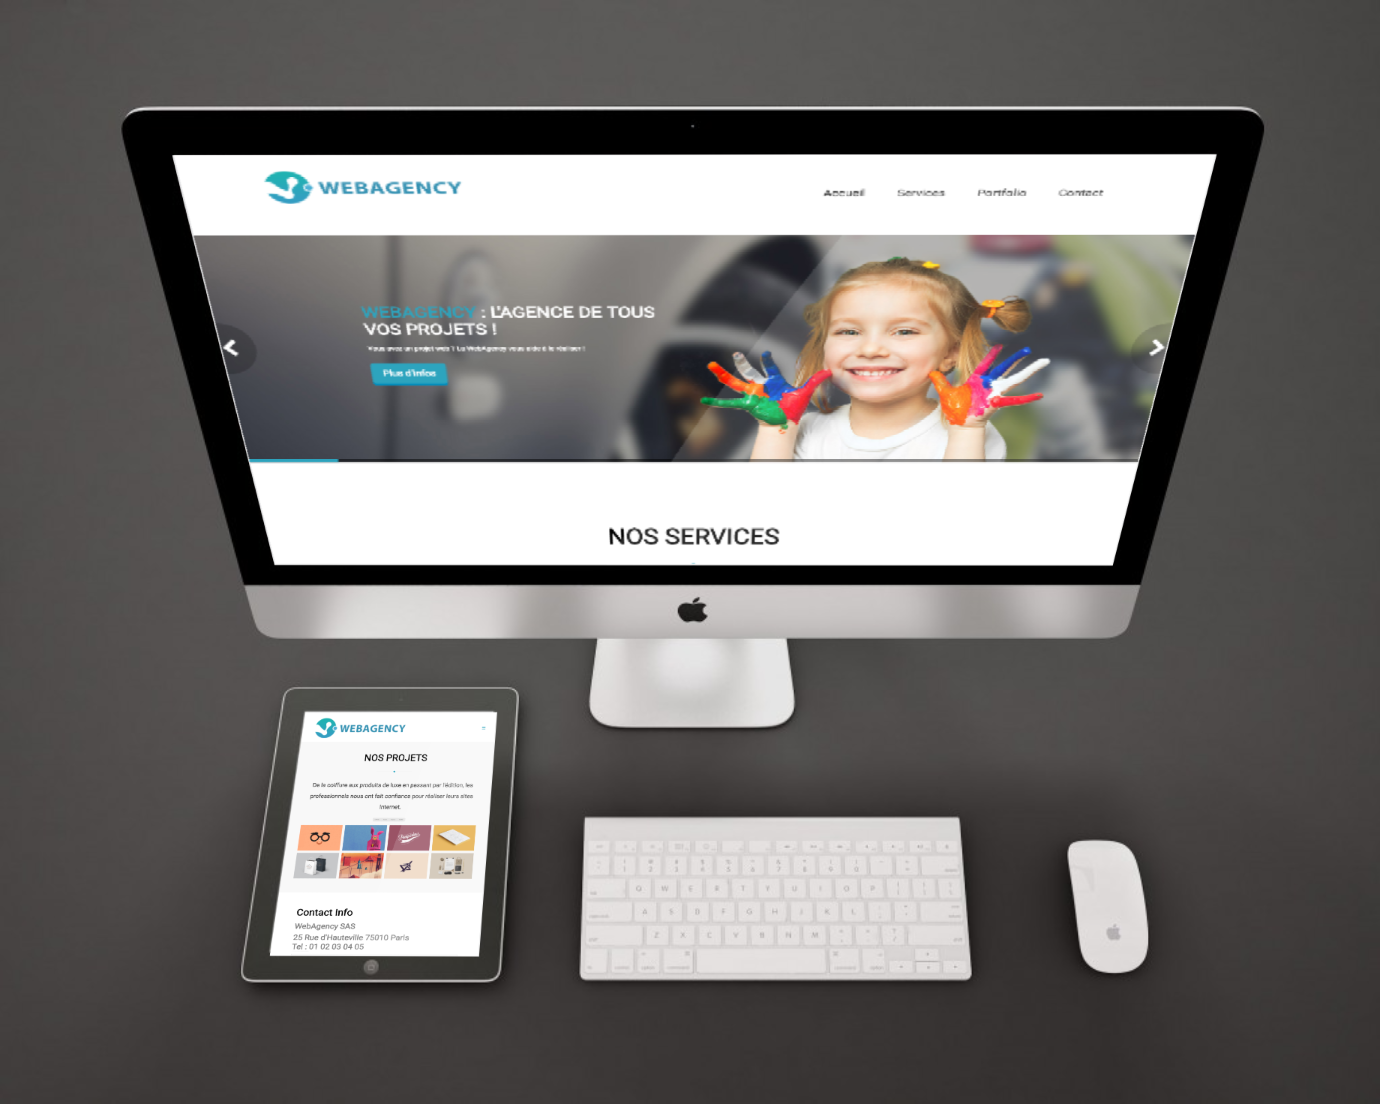 WEBAGENCY
Accueil Services Portfolio Contact
WEBAGENCY : L'AGENCE DE TOUS
VOS PROJETS !
Vous avez un projet web ? La WebAgency vous aide à le réaliser !
Plus d'infos
NOS SERVICES
WEBAGENCY
NOS PROJETS
De la coiffure aux produits de luxe en passant par l'édition, les
professionnels nous ont fait confiance pour réaliser leurs sites
Internet.
Contact Info
WebAgency SAS
25 Rue d'Hauteville 75010 Paris
Tel : 01 02 03 04 05
Q W E R T Y U I O P
A S D F G H J K L
Z X C V B N M